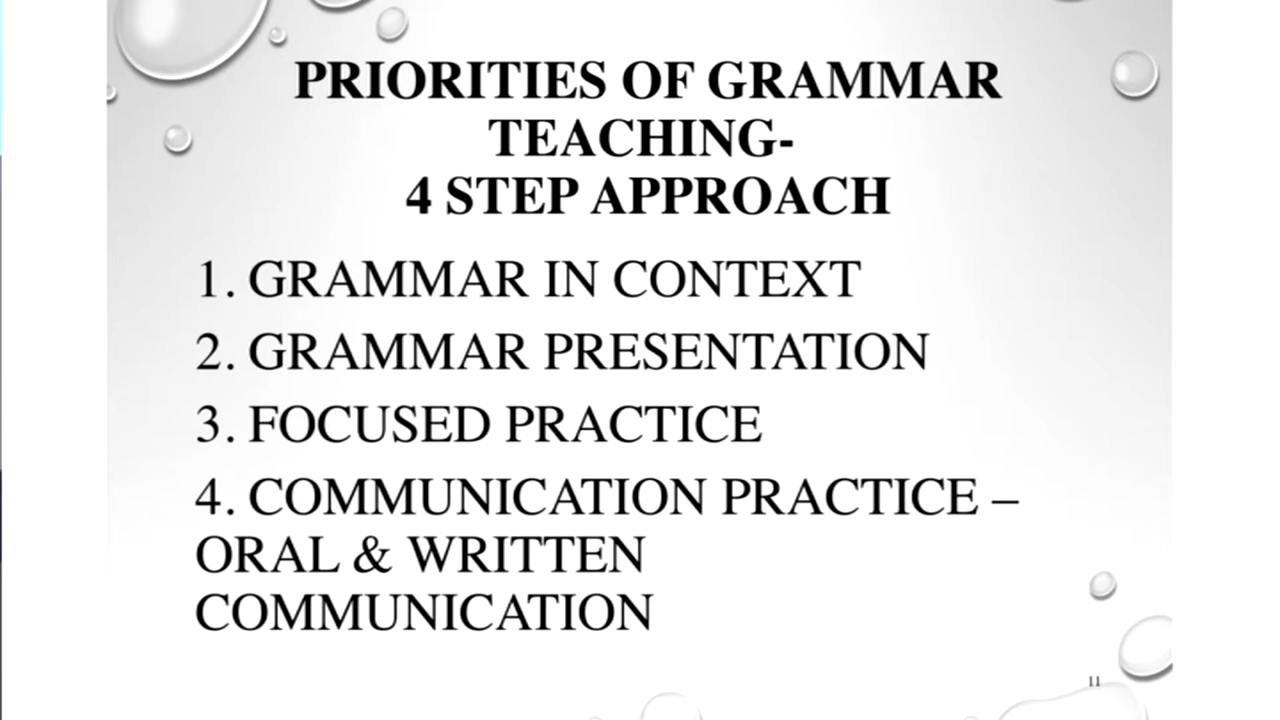 PRIORITIES OF GRAMMAR
TEACHING-
4 STEP APPROACH
1. GRAMMAR IN CONTEXT
2. GRAMMAR PRESENTATION
3. FOCUSED PRACTICE
4. COMMUNICATION PRACTICE –
ORAL & WRITTEN
COMMUNICATION
11